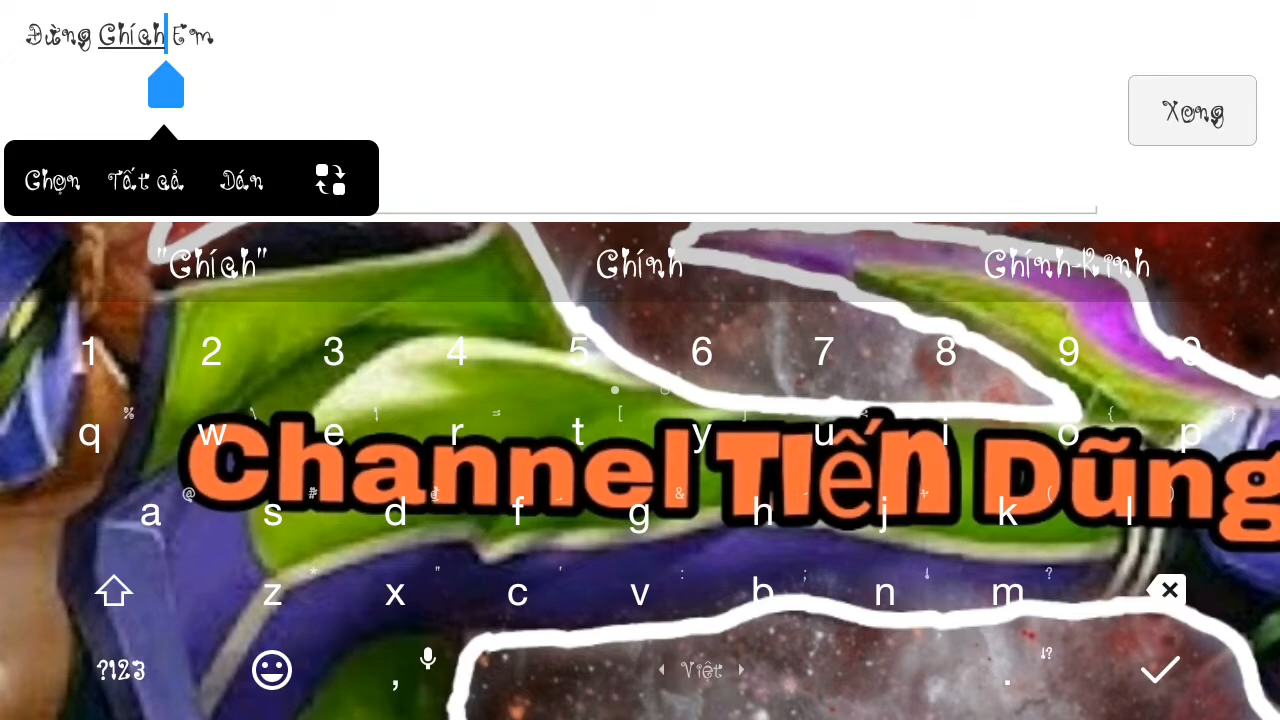 Đừng Chích Em
Xong
Chọn Tất cả Dán
"Chích" Chính Chính-Rình
1 2 3 4 5 6 7 8 9 0
q w e r t y u i o p
Channel Tiến Dũng
a s d f g h j k l
z x c v b n m
?123 , Việt .